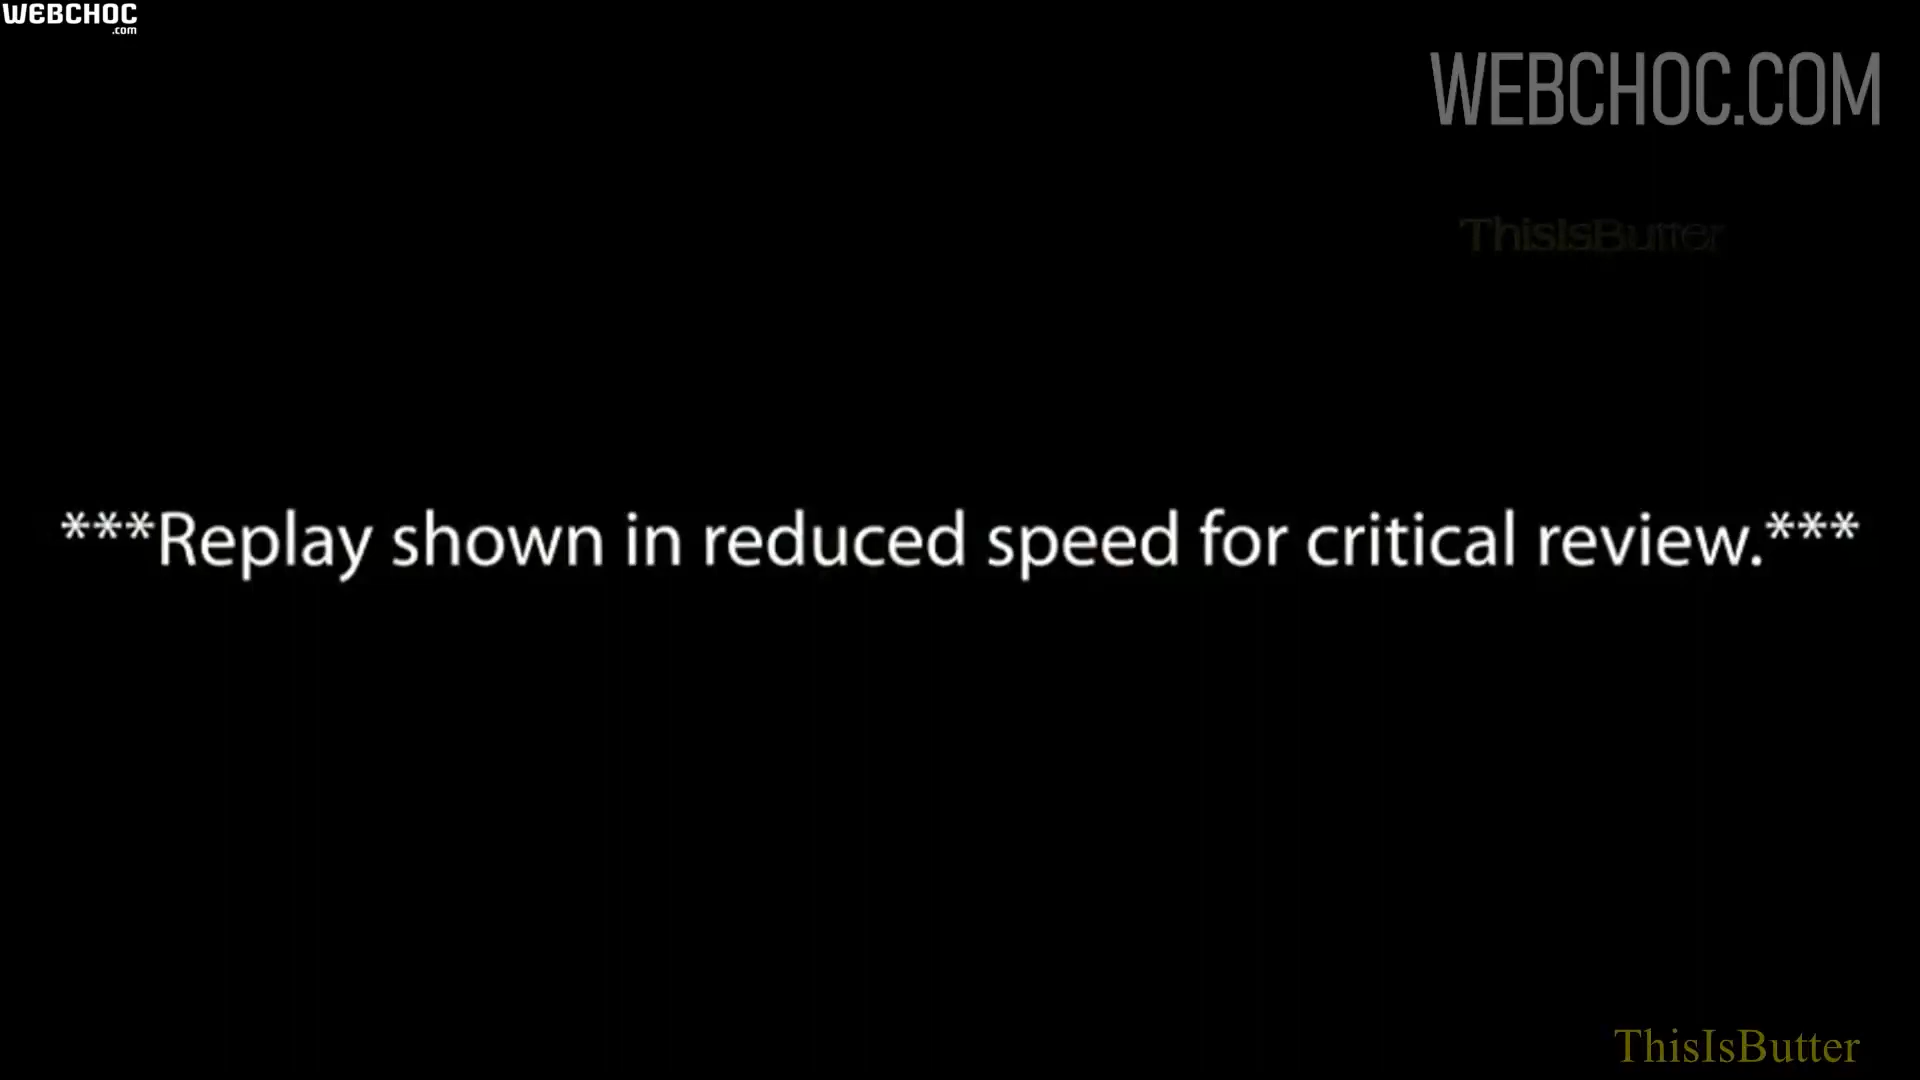 WEBCHOC
.com
WEBCHOC.COM
ThisIsButter
***Replay shown in reduced speed for critical review.***
ThisIsButter